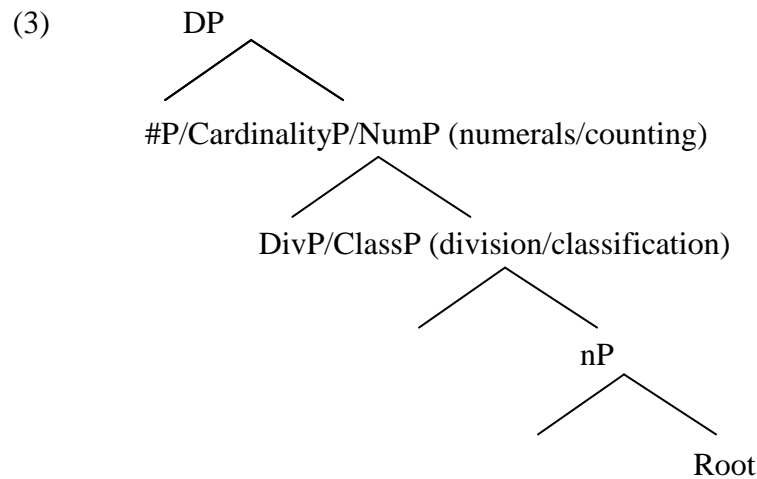 (3) DP
#P/CardinalityP/NumP (numerals/counting)
DivP/ClassP (division/classification)
nP
Root